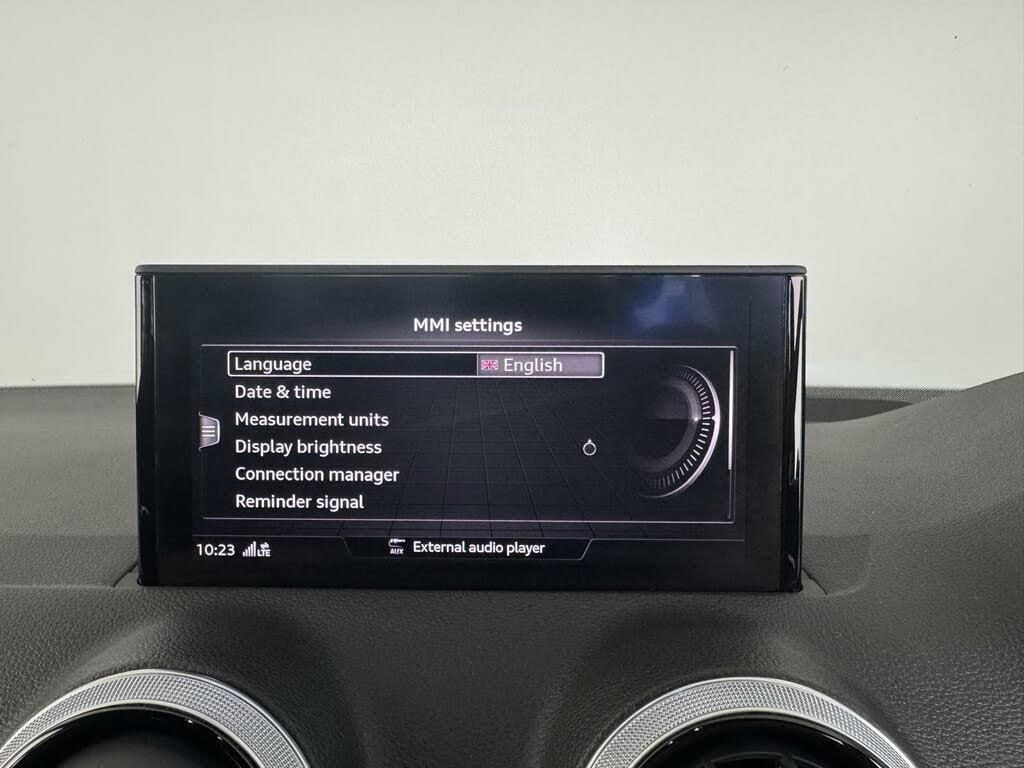 MMI settings
Language English
Date & time
Measurement units
Display brightness
Connection manager
Reminder signal
10:23 LTE AUX External audio player